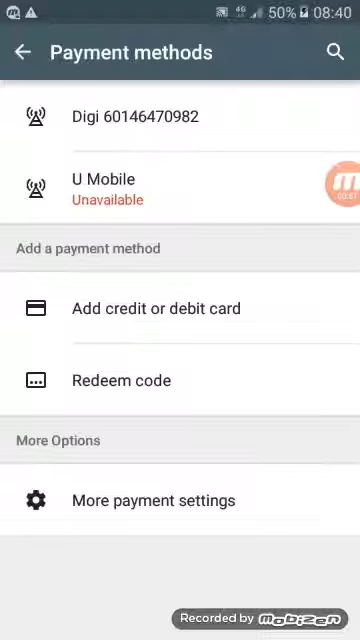 4G 50% 08:40
Payment methods
Digi 60146470982
U Mobile
Unavailable
Add a payment method
Add credit or debit card
Redeem code
More Options
More payment settings
Recorded by mobizen